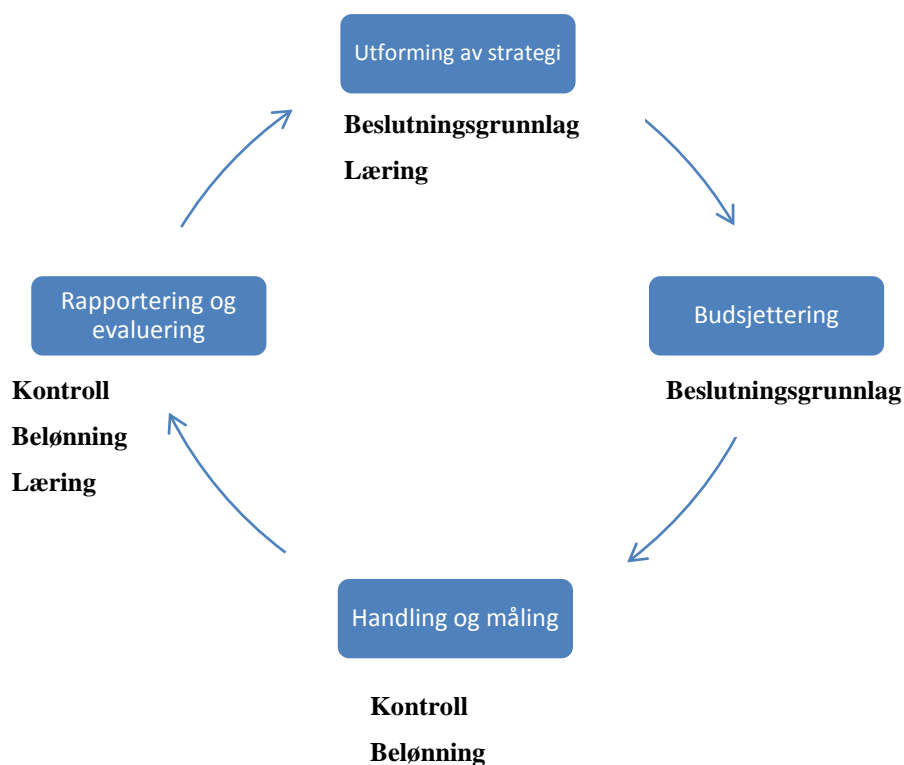 Utforming av strategi
Beslutningsgrunnlag
Læring
Budsjettering
Beslutningsgrunnlag
Handling og måling
Kontroll
Belønning
Rapportering og
evaluering
Kontroll
Belønning
Læring